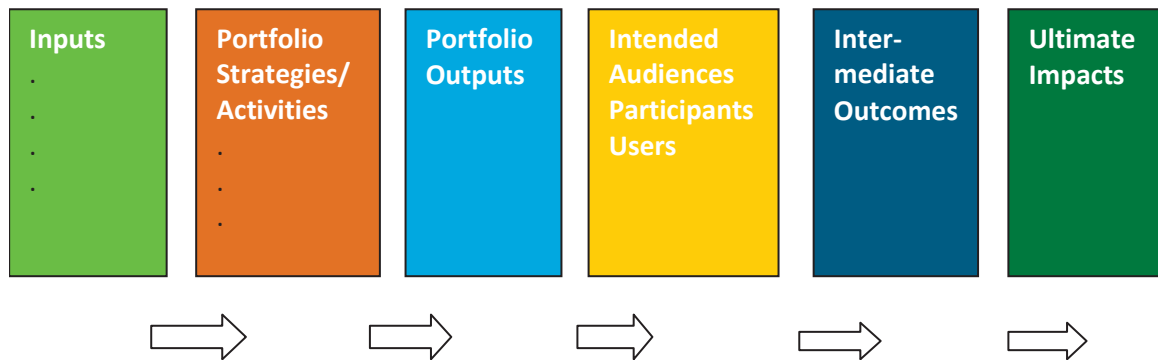 Inputs
.
.
.
.
Portfolio
Strategies/
Activities
.
.
.
Portfolio
Outputs
Intended
Audiences
Participants
Users
Inter-
mediate
Outcomes
Ultimate
Impacts